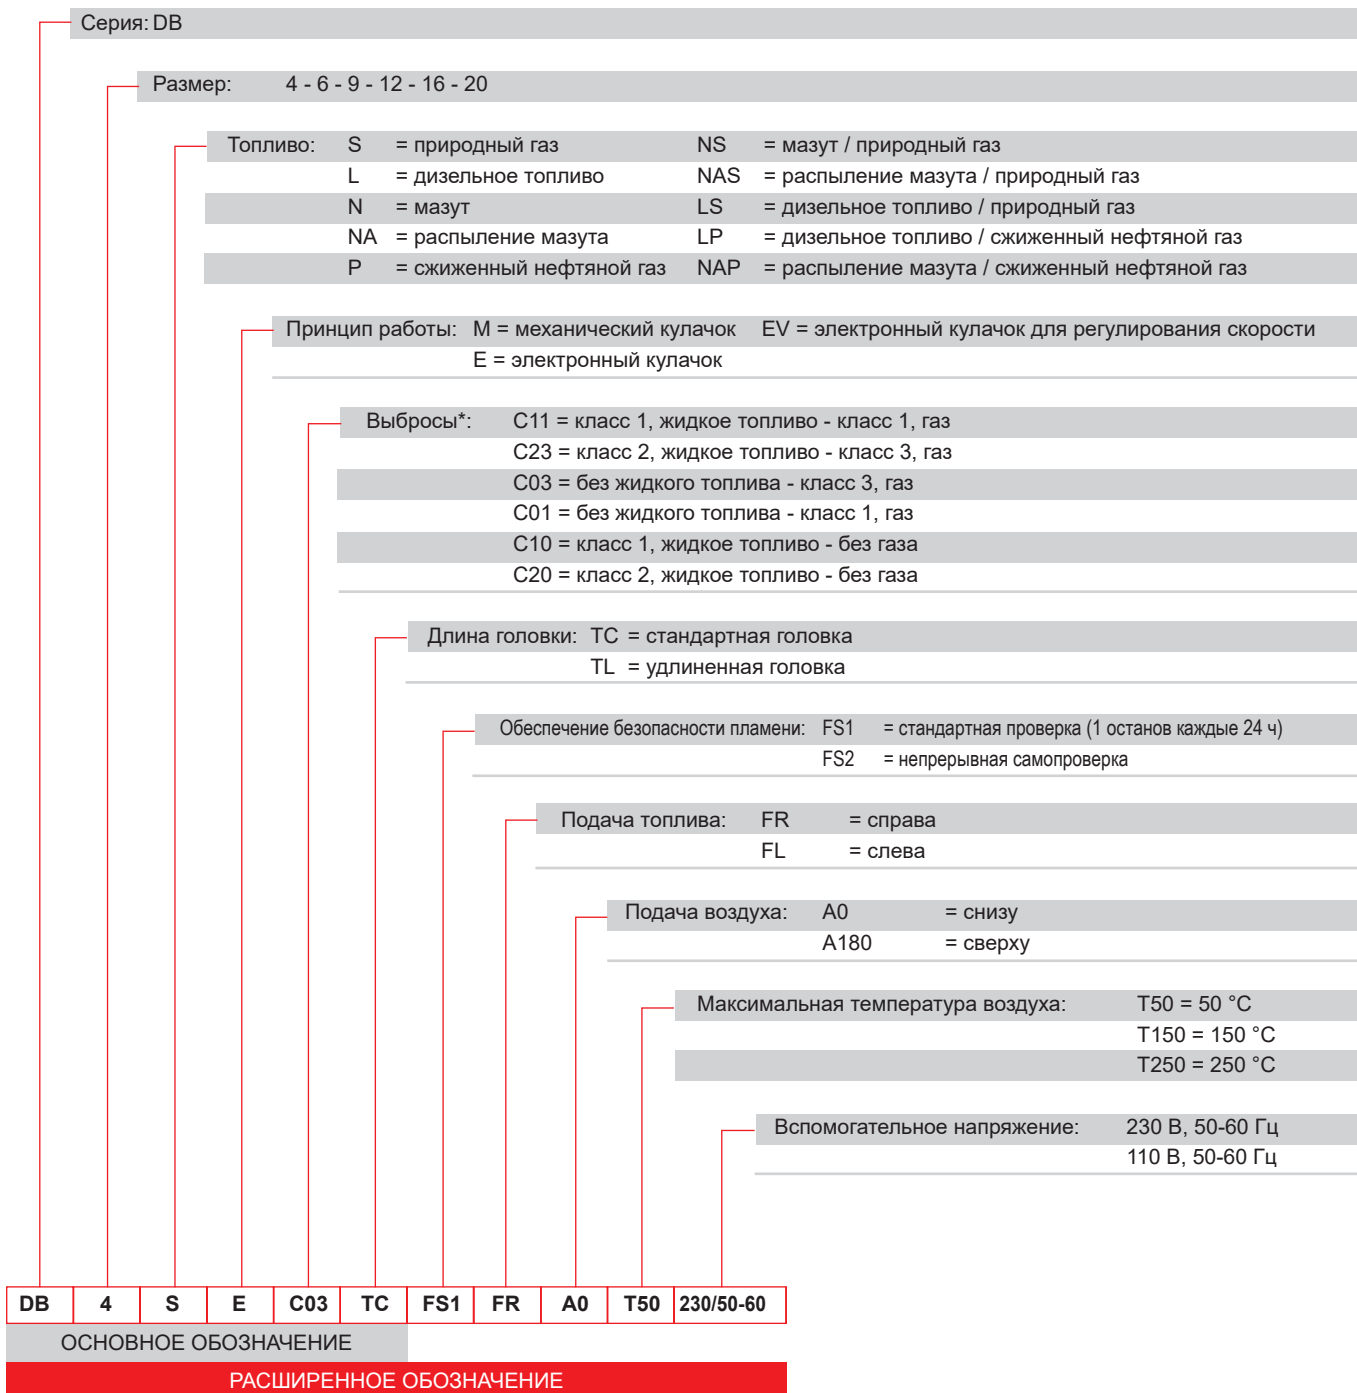 Серия: DB
Размер: 4 - 6 - 9 - 12 - 16 - 20
Топливо: S = природный газ NS = мазут / природный газ
L = дизельное топливо NAS = распыление мазута / природный газ
N = мазут LS = дизельное топливо / природный газ
NA = распыление мазута LP = дизельное топливо / сжиженный нефтяной газ
P = сжиженный нефтяной газ NAP = распыление мазута / сжиженный нефтяной газ
Принцип работы: M = механический кулачок EV = электронный кулачок для регулирования скорости
E = электронный кулачок
Выбросы*: C11 = класс 1, жидкое топливо - класс 1, газ
C23 = класс 2, жидкое топливо - класс 3, газ
C03 = без жидкого топлива - класс 3, газ
C01 = без жидкого топлива - класс 1, газ
C10 = класс 1, жидкое топливо - без газа
C20 = класс 2, жидкое топливо - без газа
Длина головки: TC = стандартная головка
TL = удлиненная головка
Обеспечение безопасности пламени: FS1 = стандартная проверка (1 останов каждые 24 ч)
FS2 = непрерывная самопроверка
Подача топлива: FR = справа
FL = слева
Подача воздуха: A0 = снизу
A180 = сверху
Максимальная температура воздуха: T50 = 50 °C
T150 = 150 °C
T250 = 250 °C
Вспомогательное напряжение: 230 В, 50-60 Гц
110 В, 50-60 Гц
DB 4 S E C03 TC FS1 FR A0 T50 230/50-60
ОСНОВНОЕ ОБОЗНАЧЕНИЕ
РАСШИРЕННОЕ ОБОЗНАЧЕНИЕ